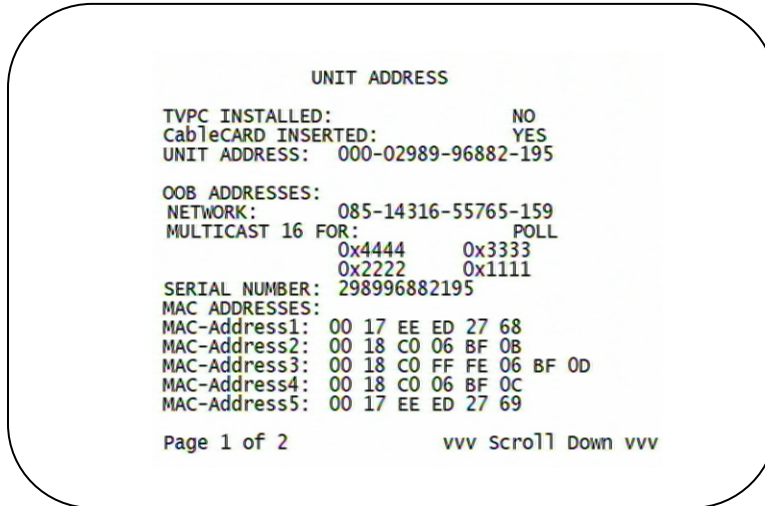 UNIT ADDRESS
TVPC INSTALLED: NO
CableCARD INSERTED: YES
UNIT ADDRESS: 000-02989-96882-195
OOB ADDRESSES:
NETWORK: 085-14316-55765-159
MULTICAST 16 FOR: POLL
0x4444 0x3333
0x2222 0x1111
SERIAL NUMBER: 298996882195
MAC ADDRESSES:
MAC-Address1: 00 17 EE ED 27 68
MAC-Address2: 00 18 C0 06 BF 0B
MAC-Address3: 00 18 C0 FF FE 06 BF 0D
MAC-Address4: 00 18 C0 06 BF 0C
MAC-Address5: 00 17 EE ED 27 69
Page 1 of 2 vvv Scroll Down vvv